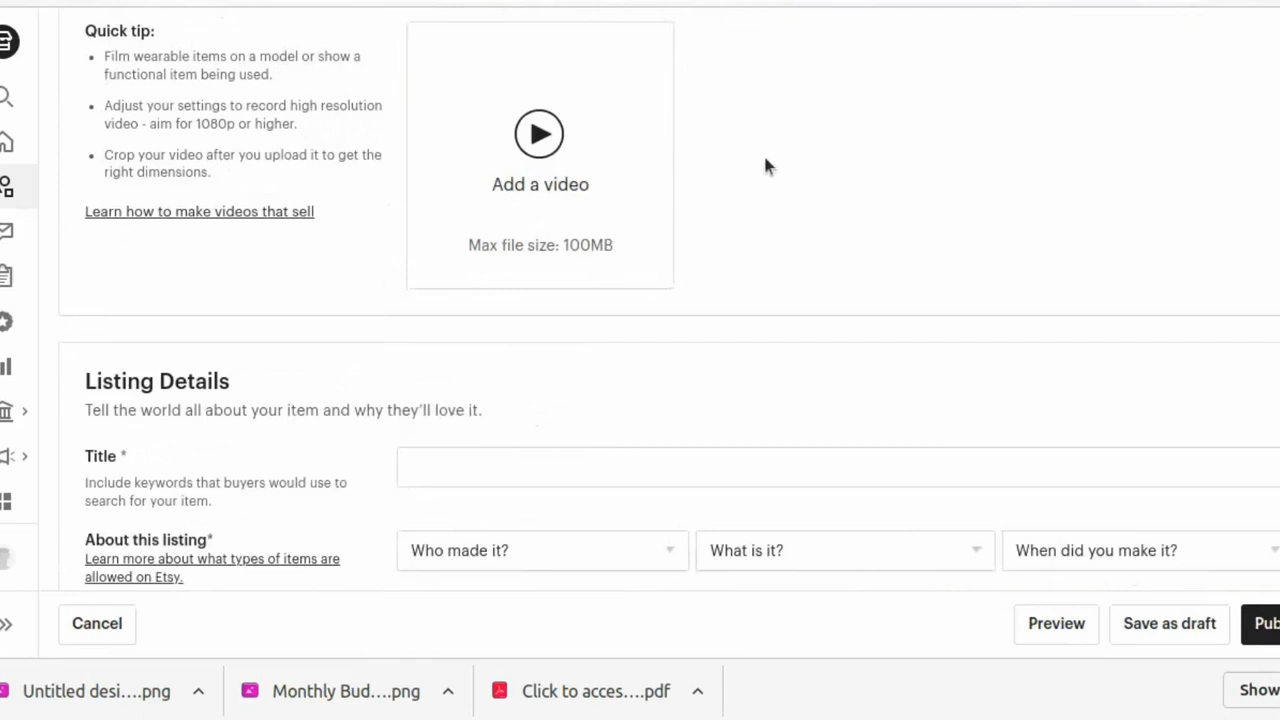 Quick tip:
Film wearable items on a model or show a
functional item being used.
Adjust your settings to record high resolution
video - aim for 1080p or higher.
Crop your video after you upload it to get the
right dimensions.
Learn how to make videos that sell
Add a video
Max file size: 100MB
Listing Details
Tell the world all about your item and why they'll love it.
Title *
Include keywords that buyers would use to
search for your item.
About this listing*
Learn more about what types of items are
allowed on Etsy.
Who made it?
What is it?
When did you make it?
Cancel
Preview
Save as draft
Pub
Untitled desi....png
Monthly Bud....png
Click to acces....pdf
Show